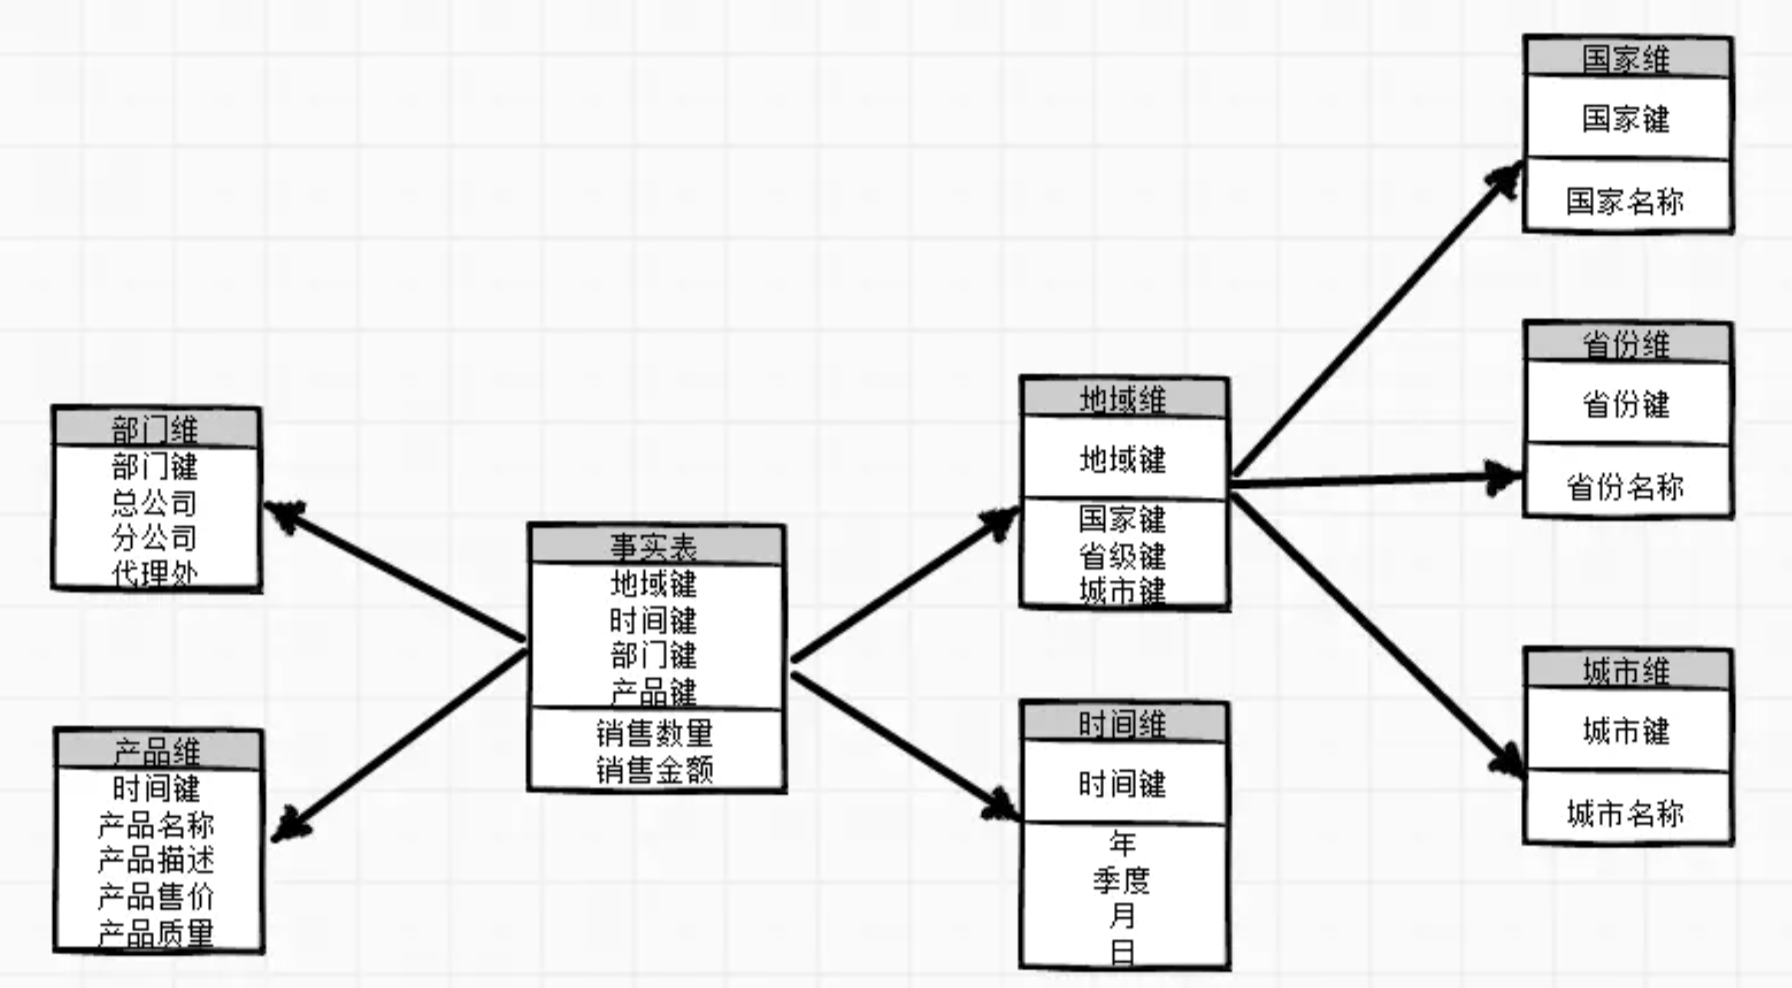 国家维
国家键
国家名称
省份维
省份键
省份名称
地域维
地域键
国家键
省级键
城市键
部门维
部门键
总公司
分公司
代理处
事实表
地域键
时间键
部门键
产品键
销售数量
销售金额
城市维
城市键
城市名称
时间维
时间键
年
季度
月
日
产品维
时间键
产品名称
产品描述
产品售价
产品质量